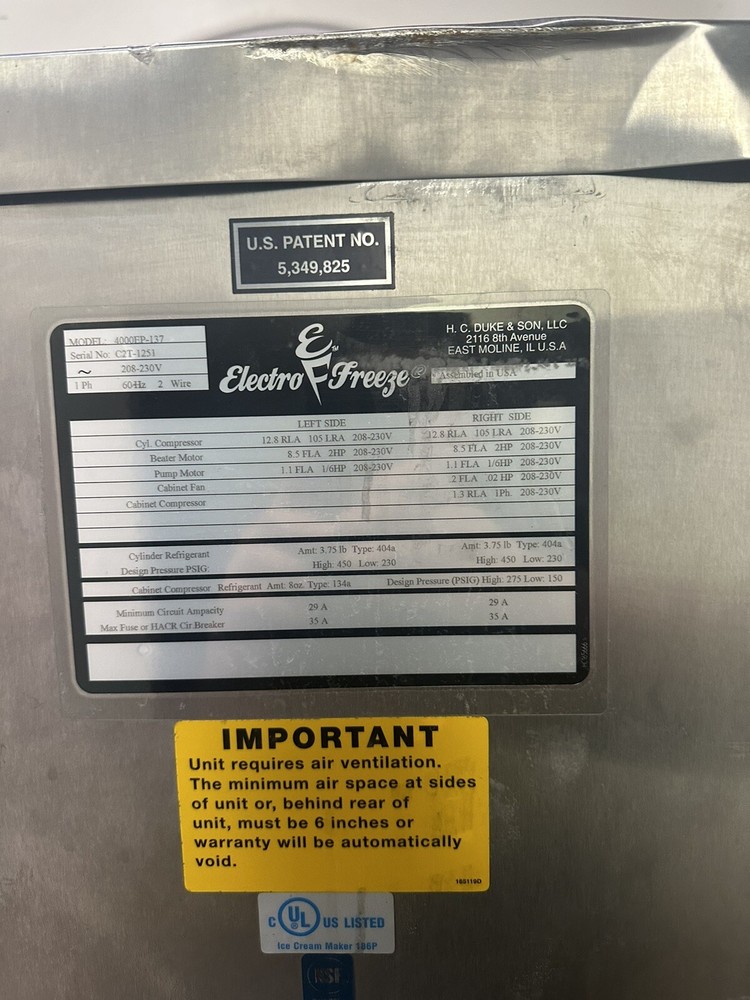 U.S. PATENT NO.
5,349,825
MODEL: 4000EP-137
Serial No: C2T-1251
~ 208-230V
1 Ph 60Hz 2 Wire
Electro Freeze®
H. C. DUKE & SON, LLC
2116 8th Avenue
EAST MOLINE, IL U.S.A
Assembled in USA
LEFT SIDE RIGHT SIDE
Cyl. Compressor 12.8 RLA 105 LRA 208-230V 12.8 RLA 105 LRA 208-230V
Beater Motor 8.5 FLA 2HP 208-230V 8.5 FLA 2HP 208-230V
Pump Motor 1.1 FLA 1/6HP 208-230V 1.1 FLA 1/6HP 208-230V
Cabinet Fan .2 FLA .02 HP 208-230V
Cabinet Compressor 1.3 RLA 1Ph. 208-230V
Cylinder Refrigerant Amt: 3.75 lb Type: 404a Amt: 3.75 lb Type: 404a
Design Pressure PSIG: High: 450 Low: 230 High: 450 Low: 230
Cabinet Compressor Refrigerant Amt: 8oz. Type: 134a Design Pressure (PSIG) High: 275 Low: 150
Minimum Circuit Ampacity 29 A 29 A
Max Fuse or HACR Cir.Breaker 35 A 35 A
IMPORTANT
Unit requires air ventilation.
The minimum air space at sides
of unit or, behind rear of
unit, must be 6 inches or
warranty will be automatically
void.
165119D
C UL US LISTED
Ice Cream Maker 186P
NSF